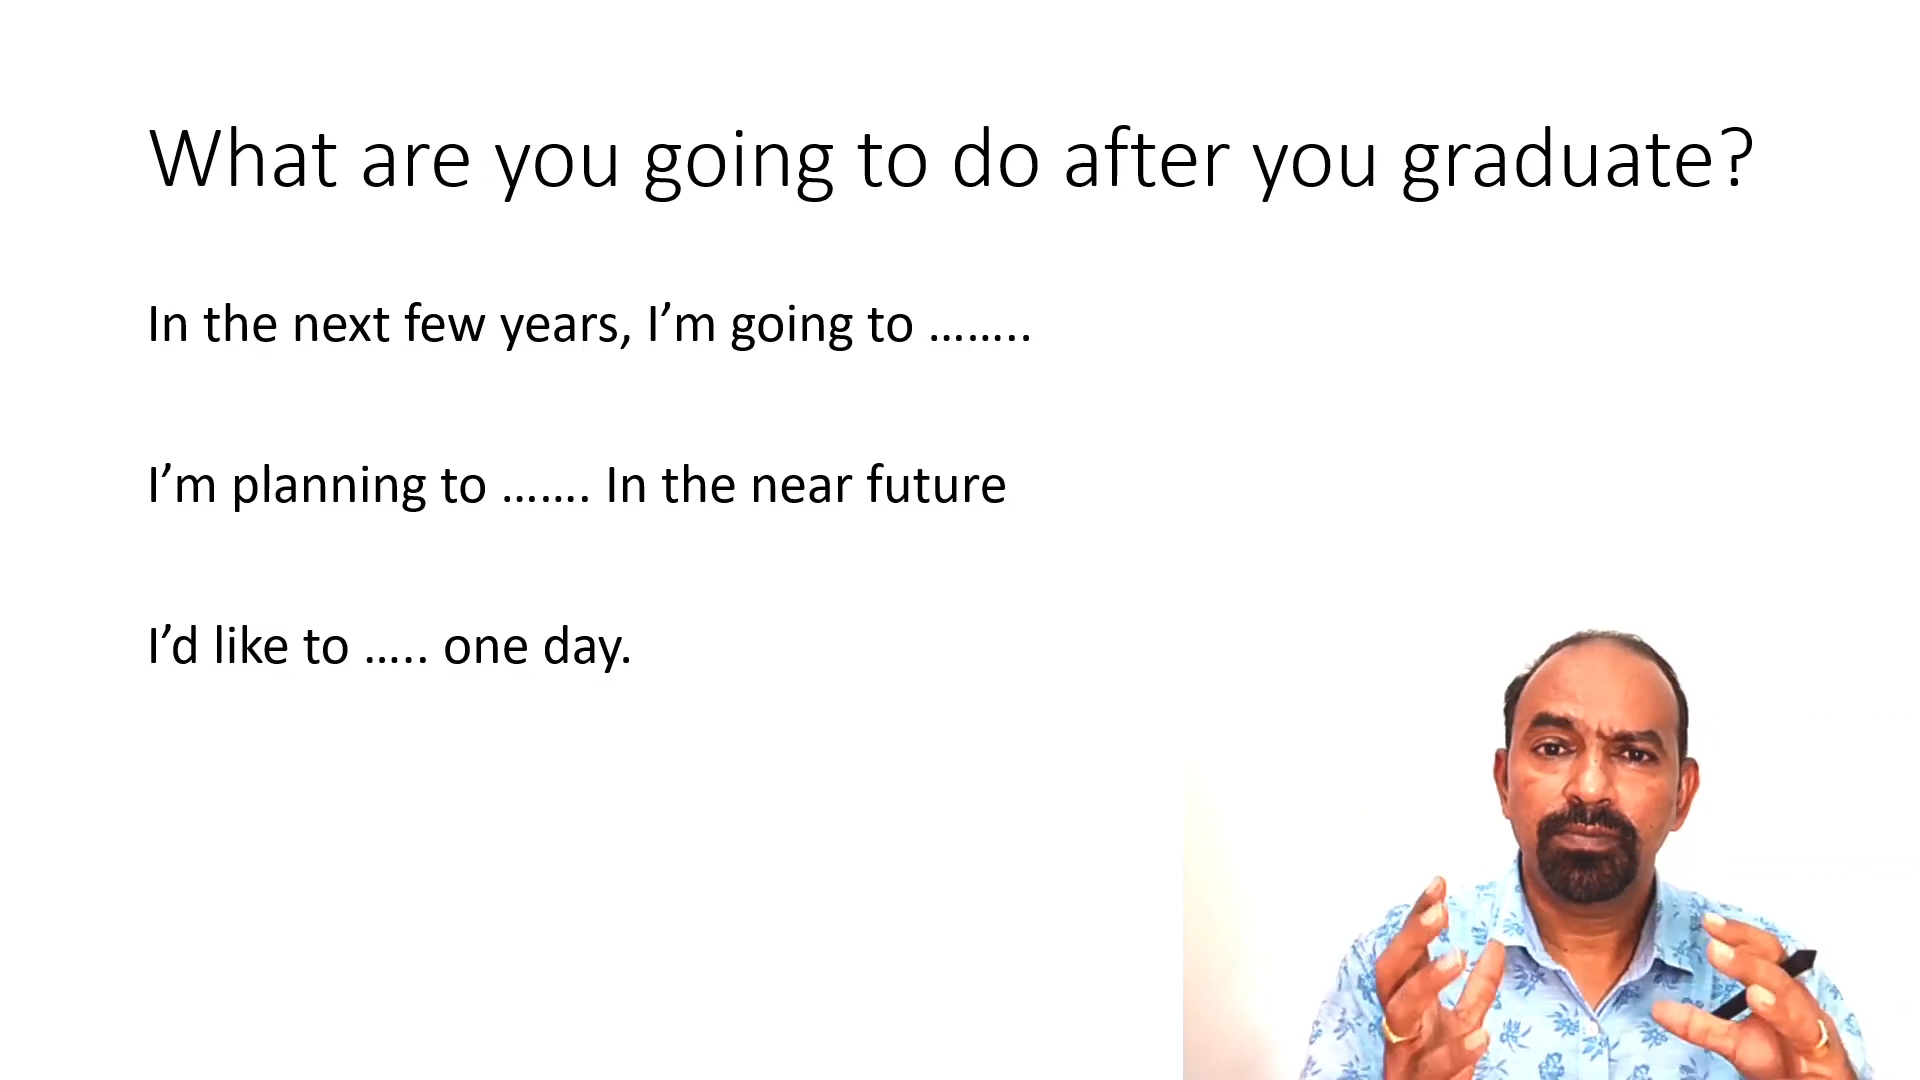 What are you going to do after you graduate?
In the next few years, I’m going to ……..
I’m planning to ……. In the near future
I’d like to ….. one day.